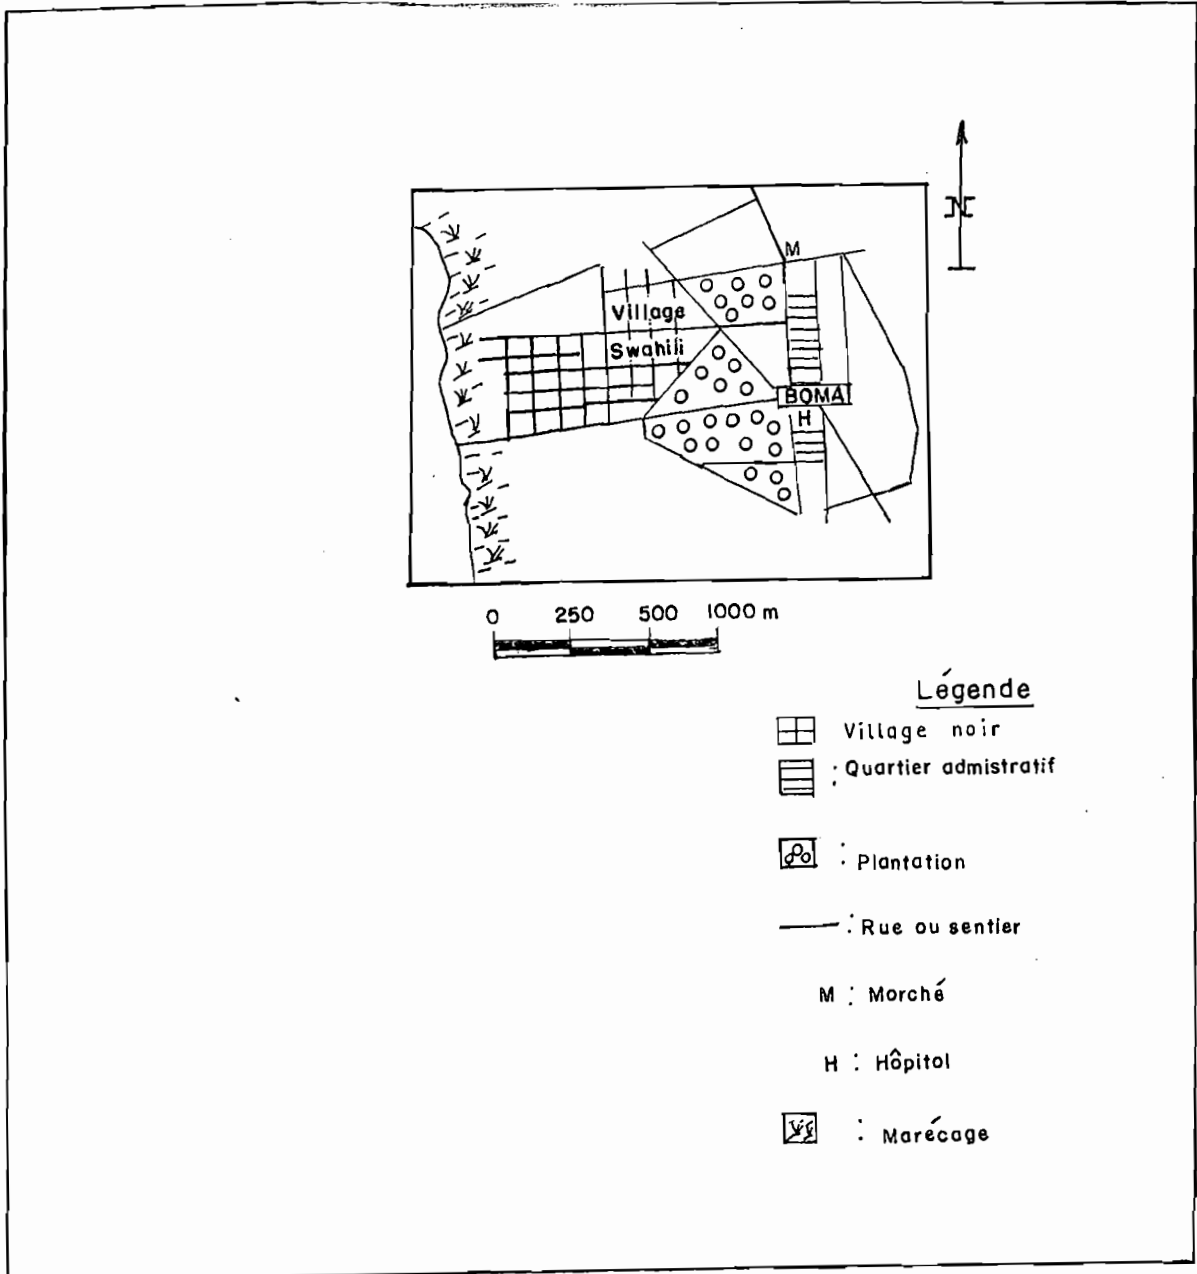 N
M
Village
Swahili
BOMA
H
0 250 500 1000 m
Légende
Village noir
: Quartier admistratif
: Plantation
: Rue ou sentier
M : Morché
H : Hôpitol
: Marécage